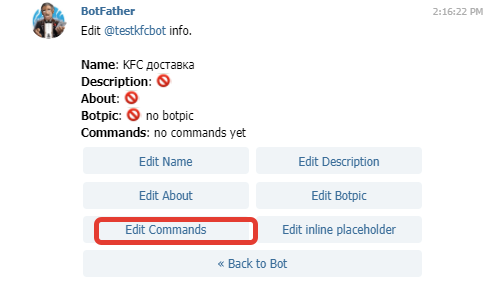 BotFather
2:16:22 PM
Edit @testkfcbot info.
Name: KFC доставка
Description: 🚫
About: 🚫
Botpic: 🚫 no botpic
Commands: no commands yet
Edit Name
Edit Description
Edit About
Edit Botpic
Edit Commands
Edit inline placeholder
« Back to Bot